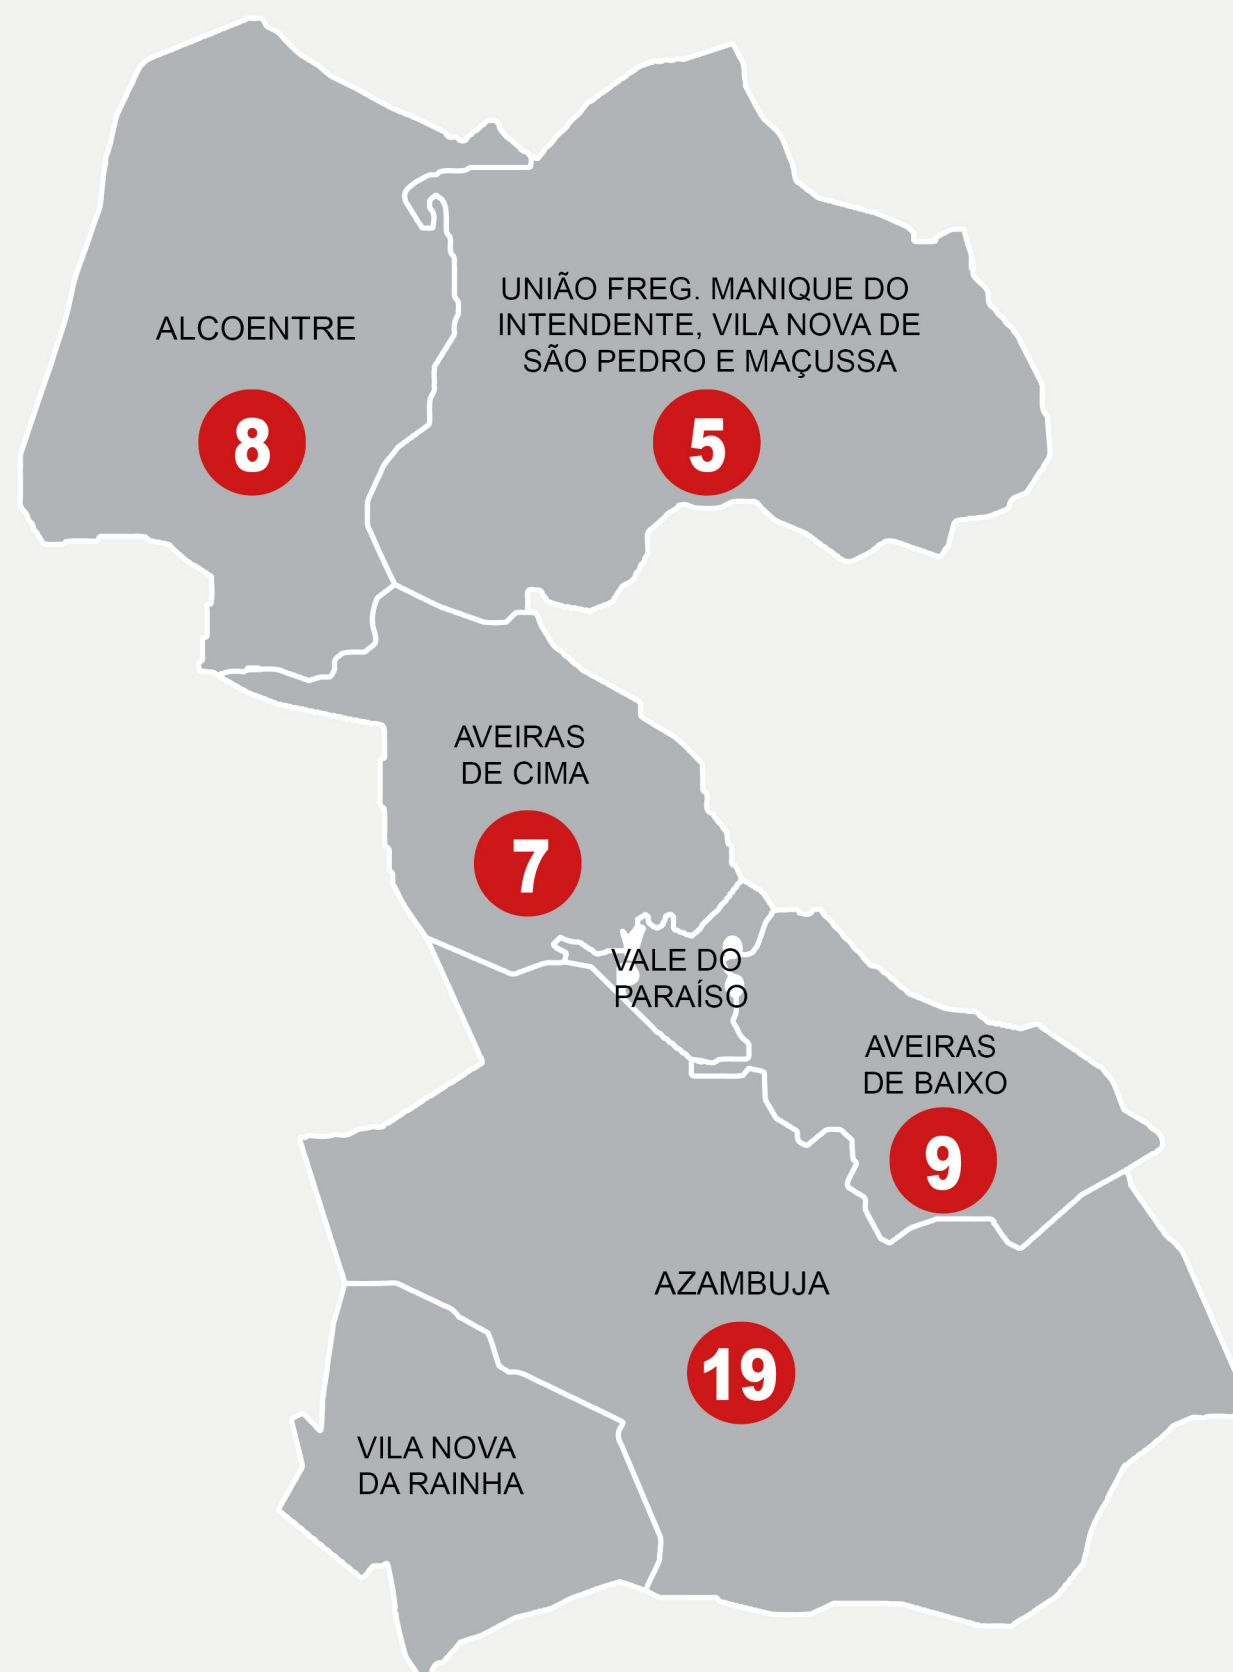 ALCOENTRE
8
UNIÃO FREG. MANIQUE DO
INTENDENTE, VILA NOVA DE
SÃO PEDRO E MAÇUSSA
5
AVEIRAS
DE CIMA
7
VALE DO
PARAÍSO
AVEIRAS
DE BAIXO
9
AZAMBUJA
19
VILA NOVA
DA RAINHA